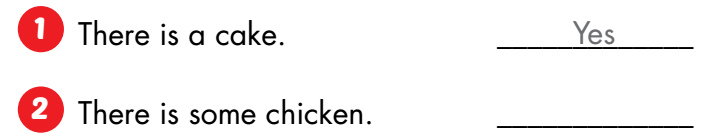 1 There is a cake. Yes
2 There is some chicken.